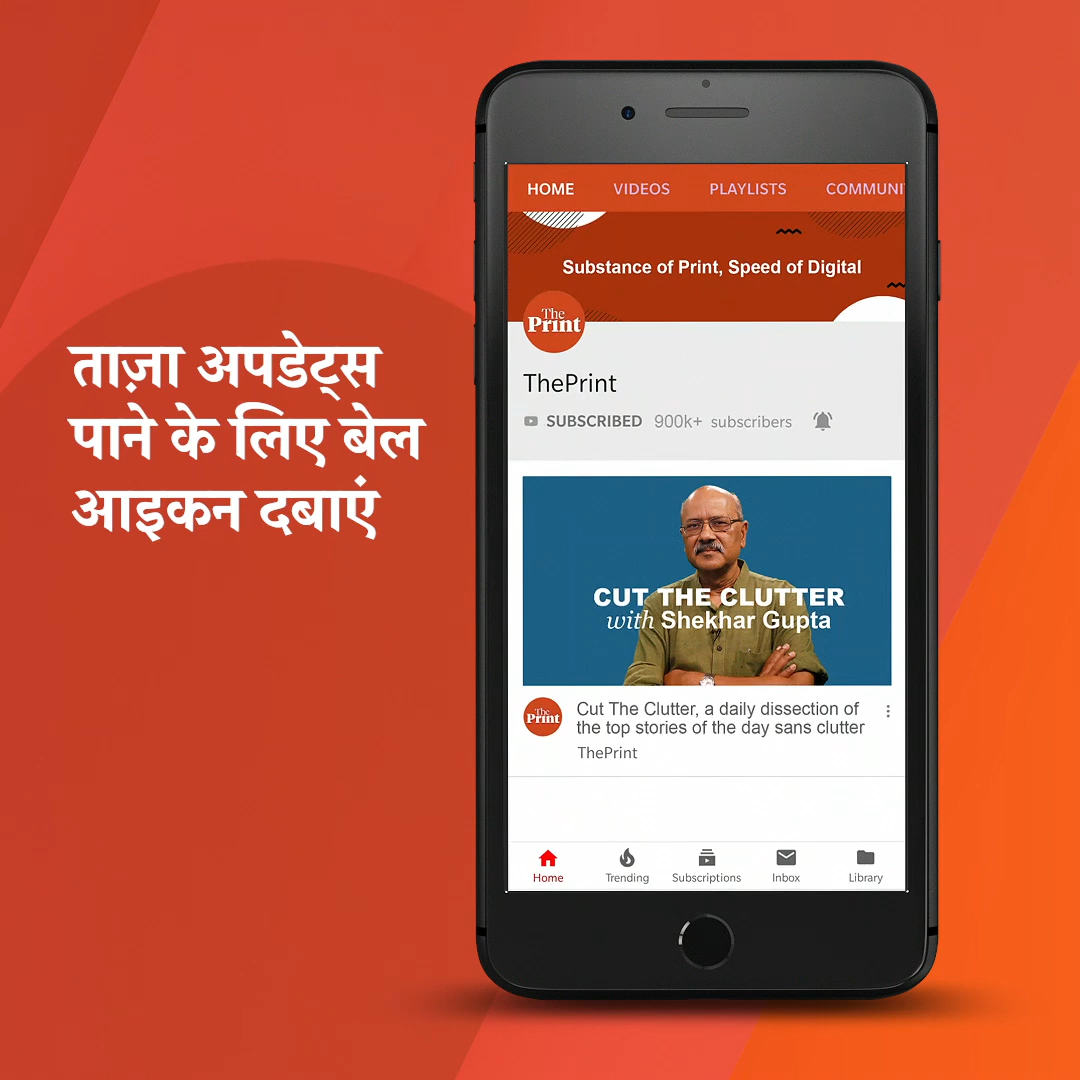 ताज़ा अपडेट्स
पाने के लिए बेल
आइकन दबाएं
HOME VIDEOS PLAYLISTS COMMUNI
Substance of Print, Speed of Digital
The
Print
ThePrint
SUBSCRIBED 900k+ subscribers
CUT THE CLUTTER
with Shekhar Gupta
The
Print
Cut The Clutter, a daily dissection of
the top stories of the day sans clutter
ThePrint
Home Trending Subscriptions Inbox Library